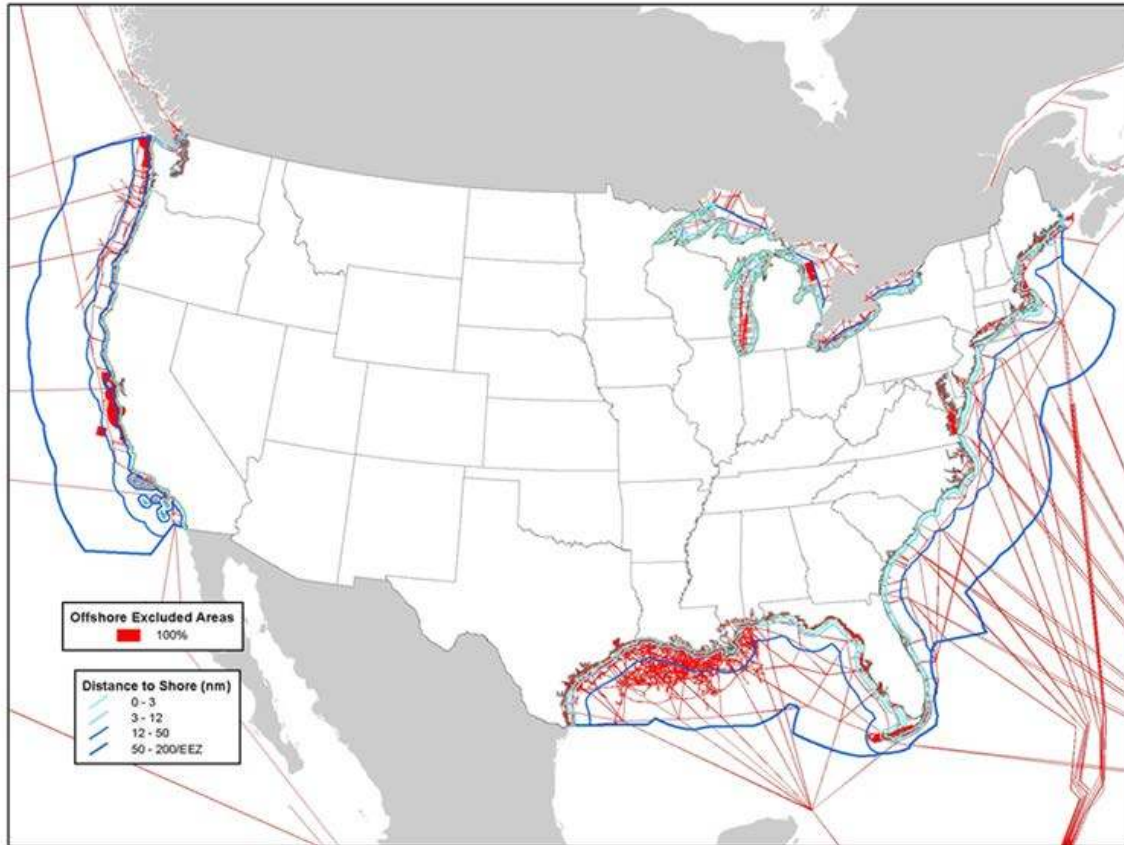 Offshore Excluded Areas
100%
Distance to Shore (nm)
0 - 3
3 - 12
12 - 50
50 - 200/EEZ